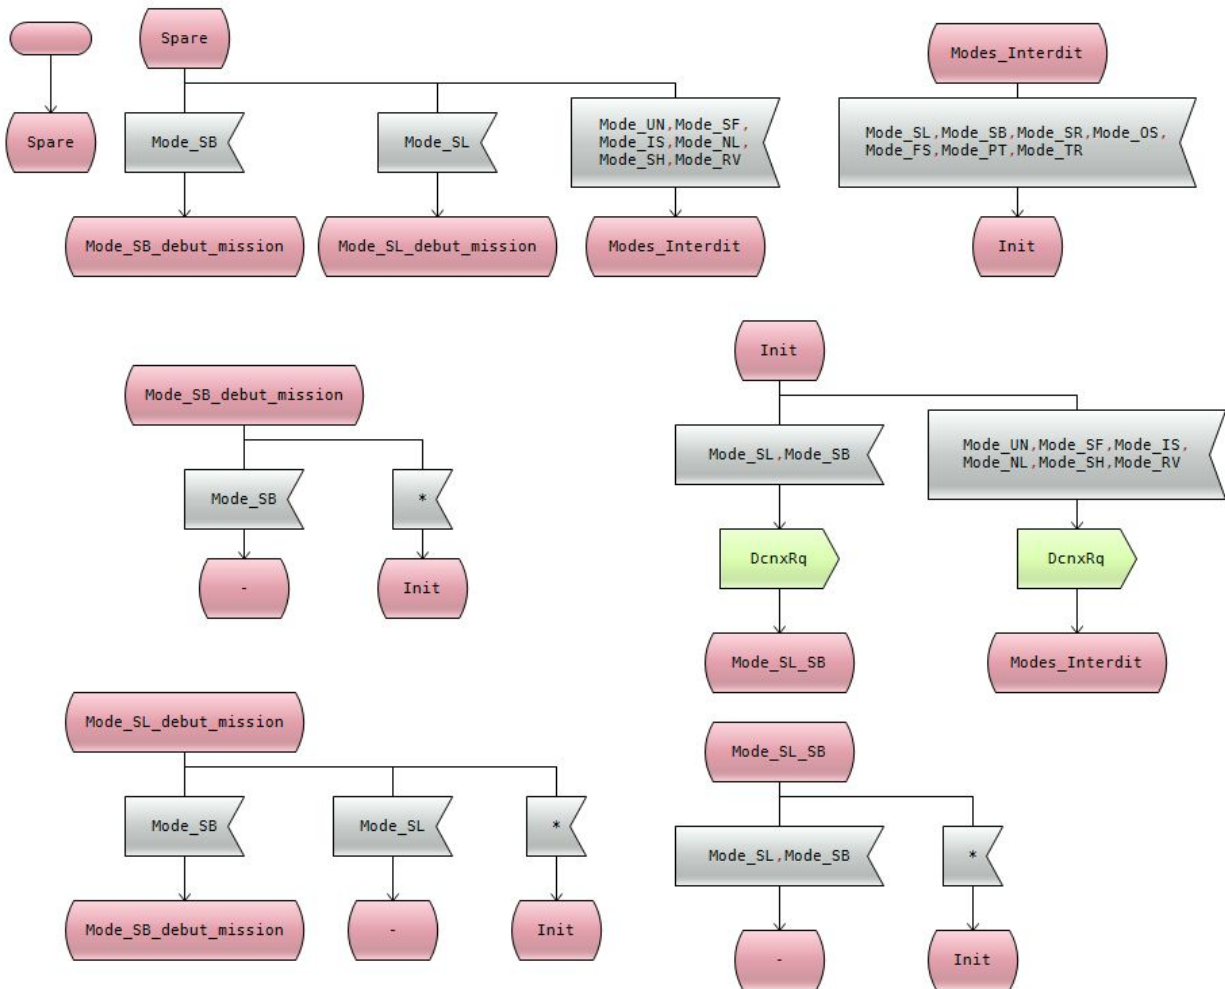 Spare
Spare
Mode_SB
Mode_SB_debut_mission
Mode_SL
Mode_SL_debut_mission
Mode_UN,Mode_SF,
Mode_IS,Mode_NL,
Mode_SH,Mode_RV
Modes_Interdit
Modes_Interdit
Mode_SL,Mode_SB,Mode_SR,Mode_OS,
Mode_FS,Mode_PT,Mode_TR
Init
Mode_SB_debut_mission
Mode_SB
-
*
Init
Init
Mode_SL,Mode_SB
DcnxRq
Mode_SL_SB
Mode_UN,Mode_SF,Mode_IS,
Mode_NL,Mode_SH,Mode_RV
DcnxRq
Modes_Interdit
Mode_SL_debut_mission
Mode_SB
Mode_SB_debut_mission
Mode_SL
-
*
Init
Mode_SL_SB
Mode_SL,Mode_SB
-
*
Init